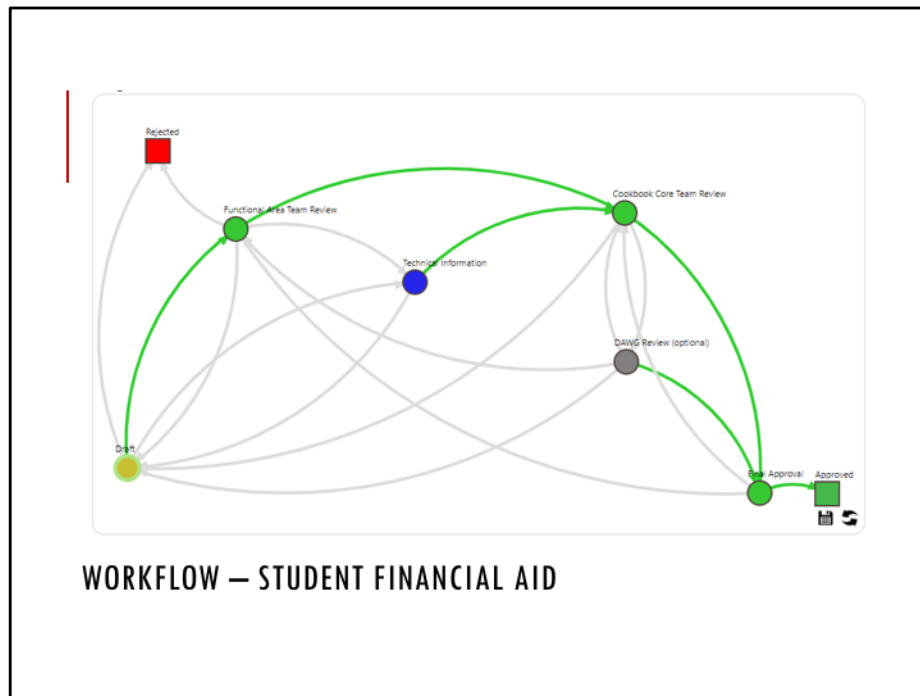 Rejected
Functional Area Team Review
Cookbook Core Team Review
Technical Information
DAWG Review (optional)
Draft
Final Approval
Approved
WORKFLOW – STUDENT FINANCIAL AID